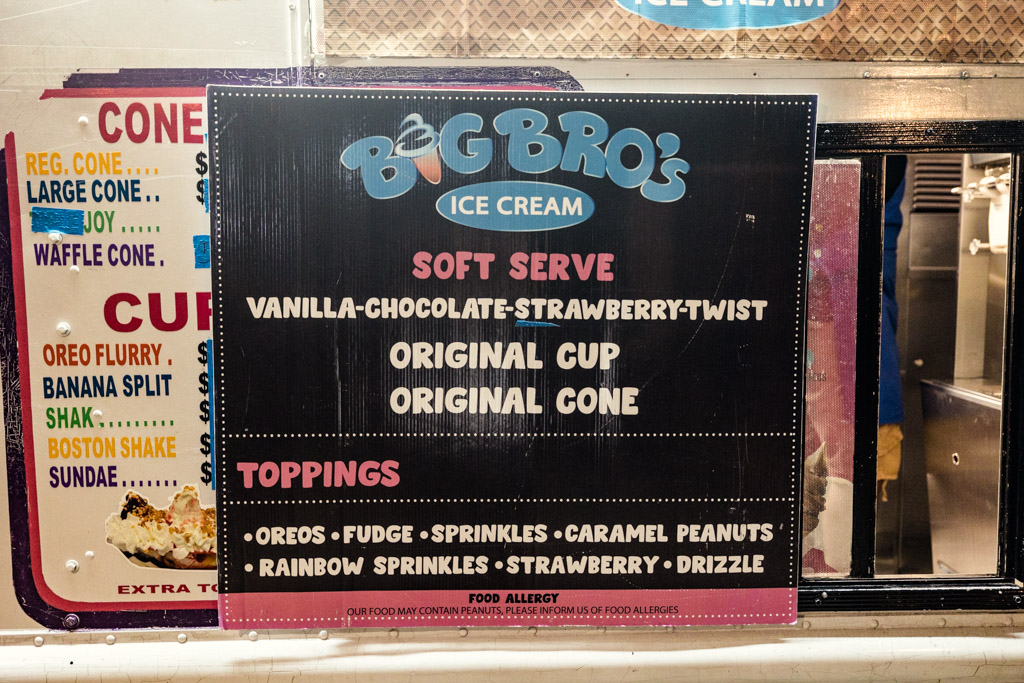 ICE CREAM
CONE
REG. CONE ....
$
LARGE CONE ..
$
JOY .....
WAFFLE CONE .
CUP
OREO FLURRY .
$
BANANA SPLIT
$
SHAK..........
$
BOSTON SHAKE
$
SUNDAE.......
$
EXTRA TO
BIG BRO's
ICE CREAM
SOFT SERVE
VANILLA-CHOCOLATE-STRAWBERRY-TWIST
ORIGINAL CUP
ORIGINAL CONE
TOPPINGS
•OREOS •FUDGE •SPRINKLES •CARAMEL PEANUTS
• RAINBOW SPRINKLES •STRAWBERRY • DRIZZLE
FOOD ALLERGY
OUR FOOD MAY CONTAIN PEANUTS, PLEASE INFORM US OF FOOD ALLERGIES